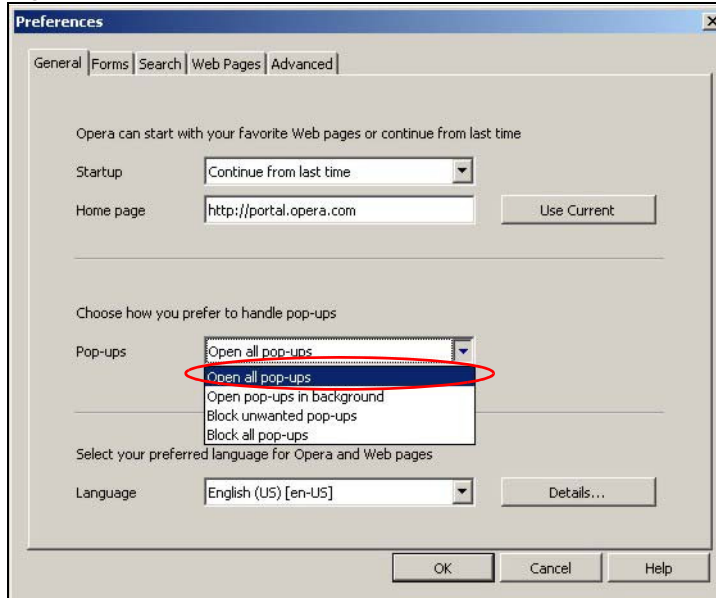 Preferences
General Forms Search Web Pages Advanced
Opera can start with your favorite Web pages or continue from last time
Startup Continue from last time
Home page http://portal.opera.com Use Current
Choose how you prefer to handle pop-ups
Pop-ups Open all pop-ups
Open all pop-ups
Open pop-ups in background
Block unwanted pop-ups
Block all pop-ups
Select your preferred language for Opera and Web pages
Language English (US) [en-US] Details...
OK Cancel Help